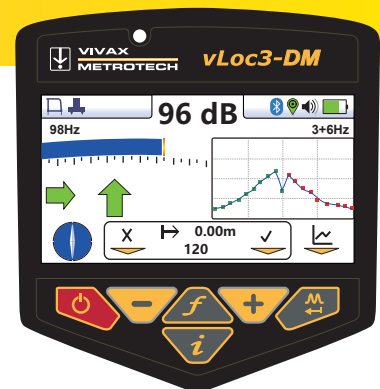 VIVAX
METROTECH
vLoc3-DM
96 dB
98Hz
3+6Hz
X
0.00m
120
f
i